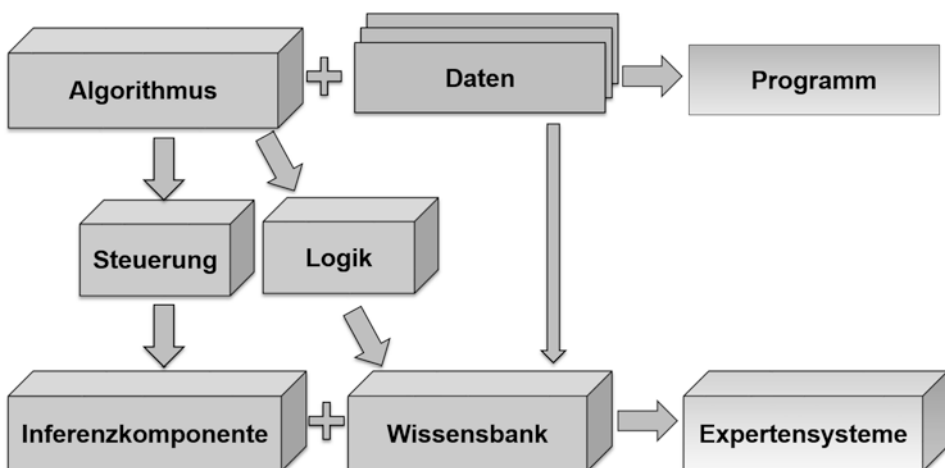 Algorithmus
Daten
Programm
Steuerung
Logik
Inferenzkomponente
Wissensbank
Expertensysteme